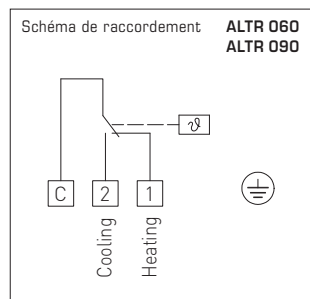 Schéma de raccordement ALTR 060
ALTR 090
ϑ
C 2 1
Cooling
Heating